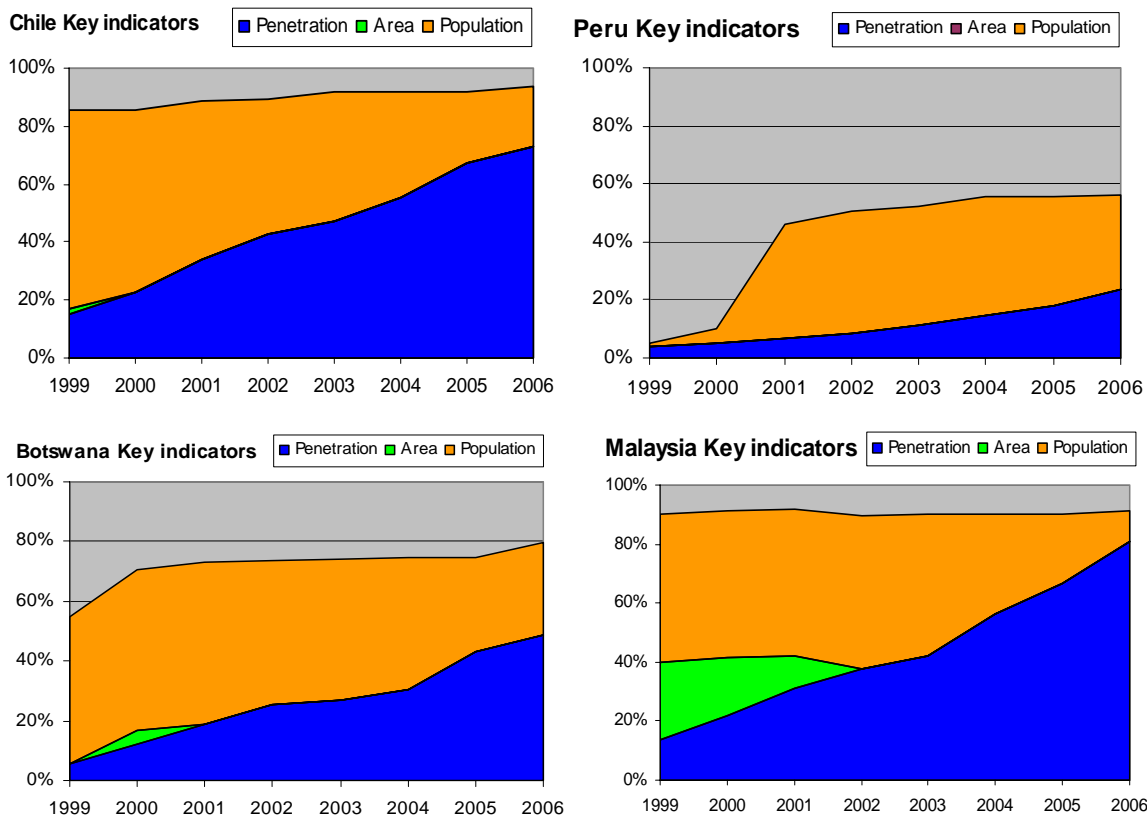 Chile Key indicators
Penetration Area Population
100%
80%
60%
40%
20%
0%
1999 2000 2001 2002 2003 2004 2005 2006
Peru Key indicators
Penetration Area Population
100%
80%
60%
40%
20%
0%
1999 2000 2001 2002 2003 2004 2005 2006
Botswana Key indicators
Penetration Area Population
100%
80%
60%
40%
20%
0%
1999 2000 2001 2002 2003 2004 2005 2006
Malaysia Key indicators
Penetration Area Population
100%
80%
60%
40%
20%
0%
1999 2000 2001 2002 2003 2004 2005 2006